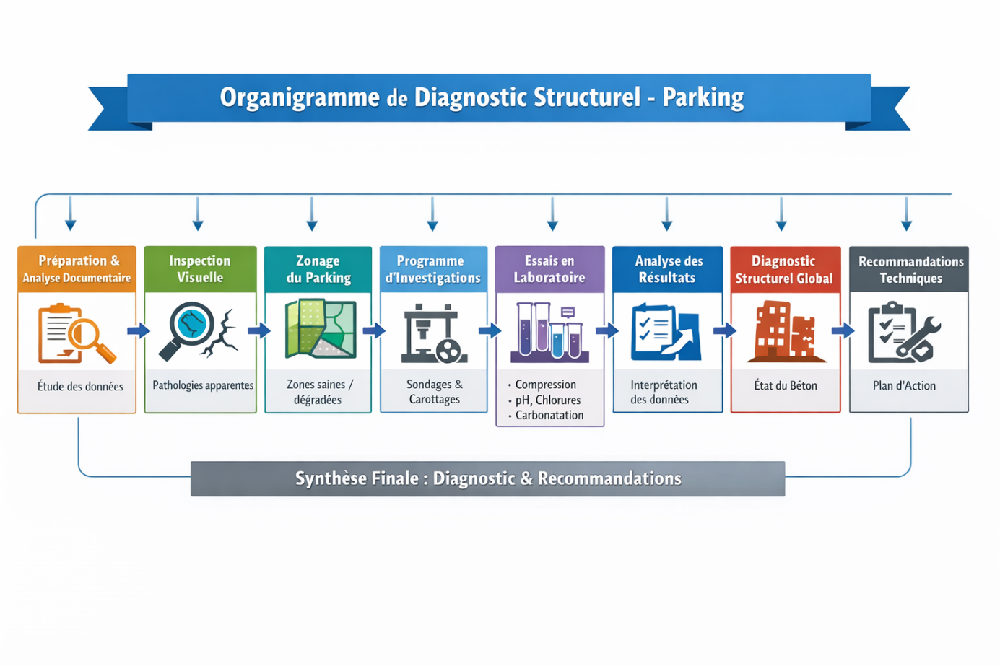 Organigramme de Diagnostic Structurel - Parking
Préparation &
Analyse Documentaire
Étude des données
Inspection
Visuelle
Pathologies apparentes
Zonage
du Parking
Zones saines /
dégradées
Programme
d'Investigations
Sondages &
Carottages
Essais en
Laboratoire
• Compression
• pH, Chlorures
• Carbonatation
Analyse des
Résultats
Interprétation
des données
Diagnostic
Structurel Global
État du Béton
Recommandations
Techniques
Plan d'Action
Synthèse Finale : Diagnostic & Recommandations